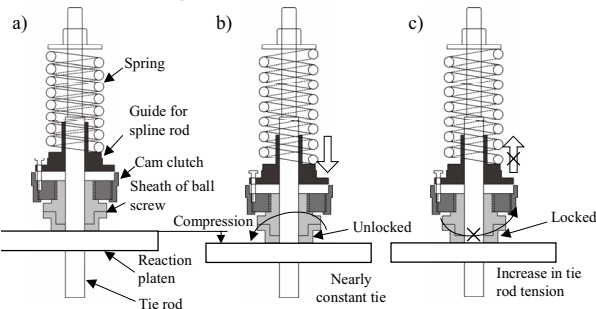 a)
Spring
Guide for
spline rod
Cam clutch
Sheath of ball
screw
Reaction
platen
Tie rod
b)
Compression
Unlocked
Nearly
constant tie
c)
Locked
Increase in tie
rod tension